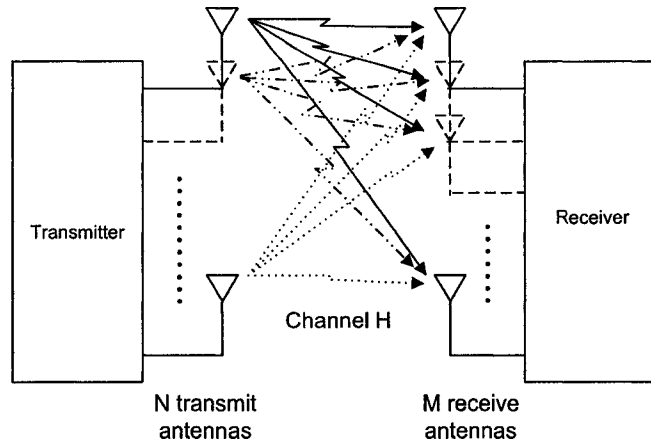 Transmitter
Receiver
Channel H
N transmit
antennas
M receive
antennas